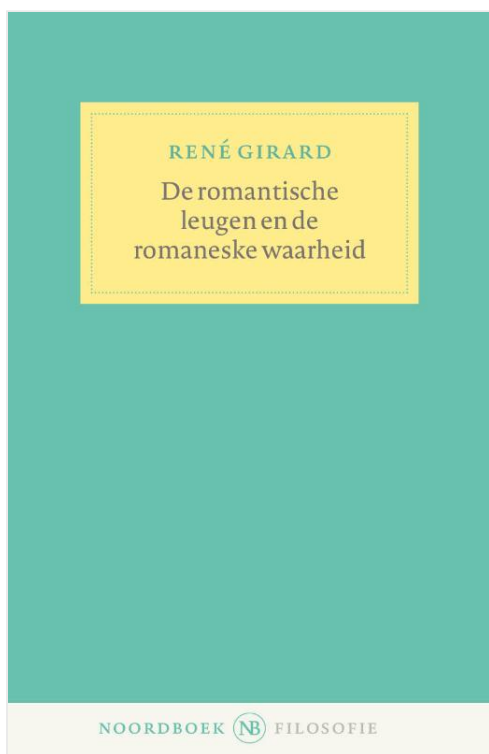 RENÉ GIRARD
De romantische
leugen en de
romaneske waarheid
NOORDBOEK NB FILOSOFIE